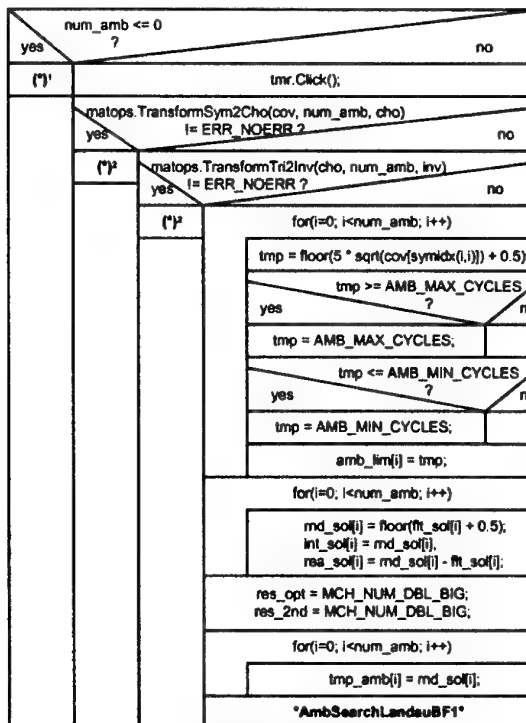 num_amb <= 0
?
yes
no
(*)¹
tmr.Click();
matops.TransformSym2Cho(cov, num_amb, cho)
!= ERR_NOERR ?
yes
no
(*)²
matops.TransformTri2Inv(cho, num_amb, inv)
!= ERR_NOERR ?
yes
no
(*)²
for(i=0; i<num_amb; i++)
tmp = floor(5 * sqrt(cov[symidx(i,i)]) + 0.5)
tmp >= AMB_MAX_CYCLES
?
yes
tmp = AMB_MAX_CYCLES;
tmp <= AMB_MIN_CYCLES
?
yes
tmp = AMB_MIN_CYCLES;
amb_lim[i] = tmp;
for(i=0; i<num_amb; i++)
rnd_sol[i] = floor(flt_sol[i] + 0.5);
int_sol[i] = rnd_sol[i],
rea_sol[i] = rnd_sol[i] - flt_sol[i];
res_opt = MCH_NUM_DBL_BIG;
res_2nd = MCH_NUM_DBL_BIG;
for(i=0; i<num_amb; i++)
tmp_amb[i] = rnd_sol[i];
"AmbSearchLandauBF1"